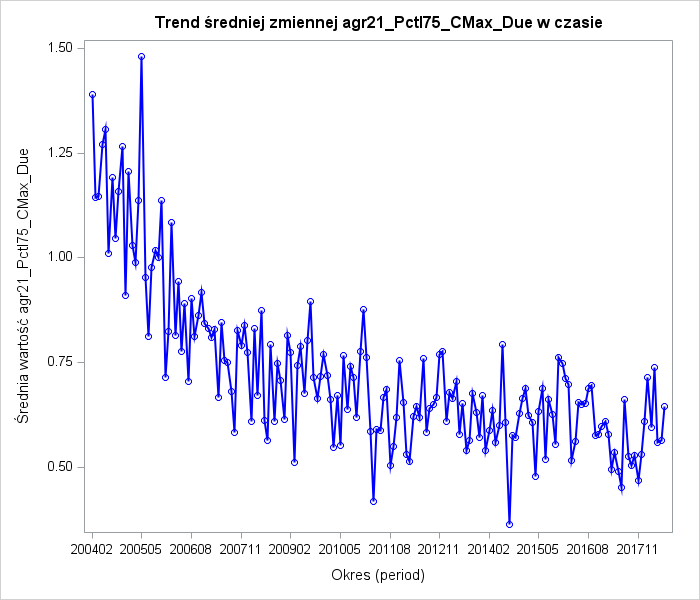 Trend średniej zmiennej agr21_Pctl75_CMax_Due w czasie
1.50
1.25
1.00
0.75
0.50
Średnia wartość agr21_Pctl75_CMax_Due
200402 200505 200608 200711 200902 201005 201108 201211 201402 201505 201608 201711
Okres (period)